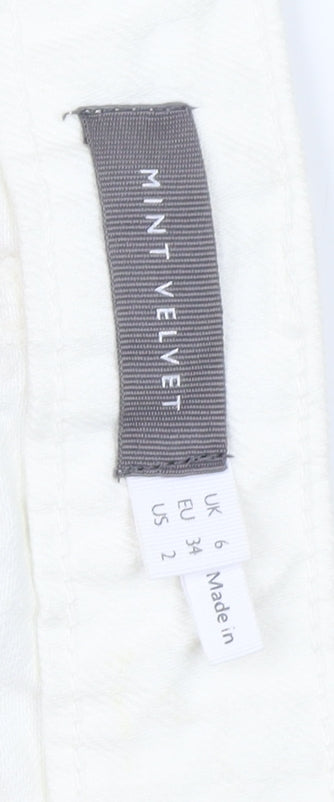 MINT VELVET
UK 6
EU 34
US 2
Made in